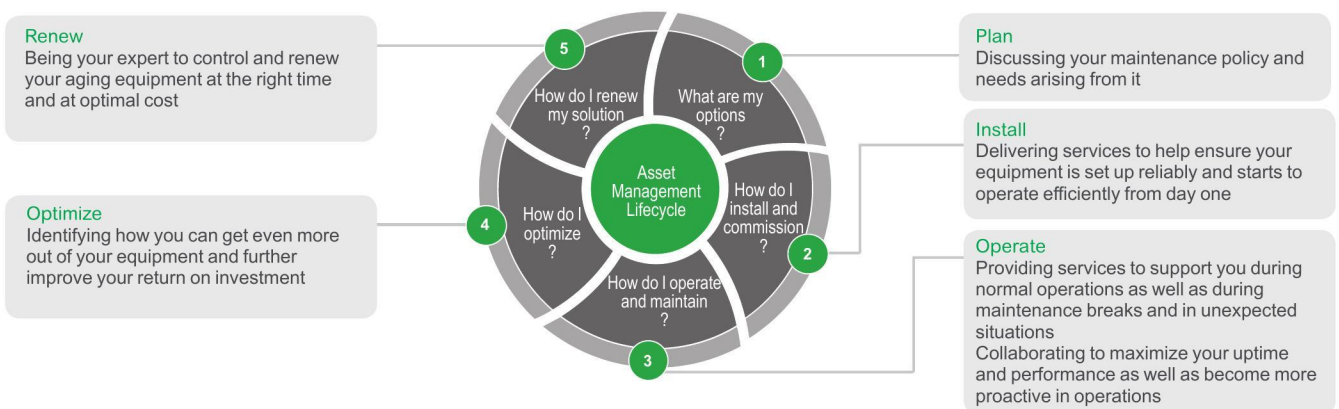 Renew
Being your expert to control and renew
your aging equipment at the right time
and at optimal cost
Optimize
Identifying how you can get even more
out of your equipment and further
improve your return on investment
5
How do I renew
my solution
?
1
What are my
options
?
Asset
Management
Lifecycle
How do I
install and
commission
?
2
How do I
optimize
?
4
How do I operate
and maintain
?
3
Plan
Discussing your maintenance policy and
needs arising from it
Install
Delivering services to help ensure your
equipment is set up reliably and starts to
operate efficiently from day one
Operate
Providing services to support you during
normal operations as well as during
maintenance breaks and in unexpected
situations
Collaborating to maximize your uptime
and performance as well as become more
proactive in operations